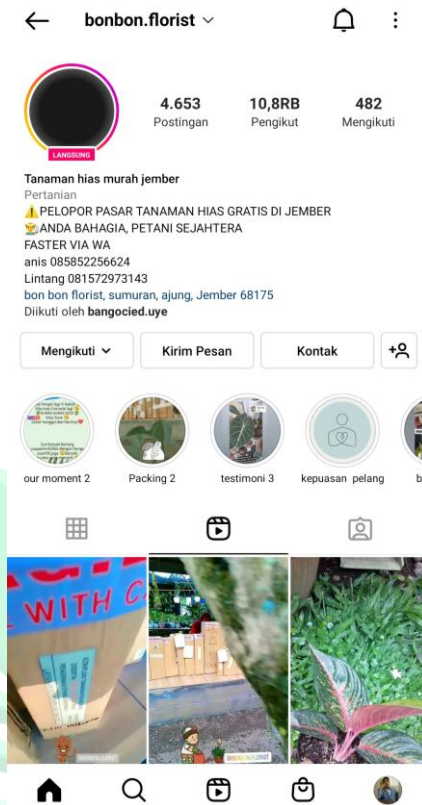 bonbon.florist
4.653
10,8RB
482
Postingan
Pengikut
Mengikuti
LANGSUNG
Tanaman hias murah jember
Pertanian
⚠️ PELOPOR PASAR TANAMAN HIAS GRATIS DI JEMBER
👨‍🌾ANDA BAHAGIA, PETANI SEJAHTERA
FASTER VIA WA
anis 085852256624
Lintang 081572973143
bon bon florist, sumuran, ajung, Jember 68175
Diikuti oleh bangocied.uye
Mengikuti
Kirim Pesan
Kontak
our moment 2
Packing 2
testimoni 3
kepuasan pelang
b
WITH C